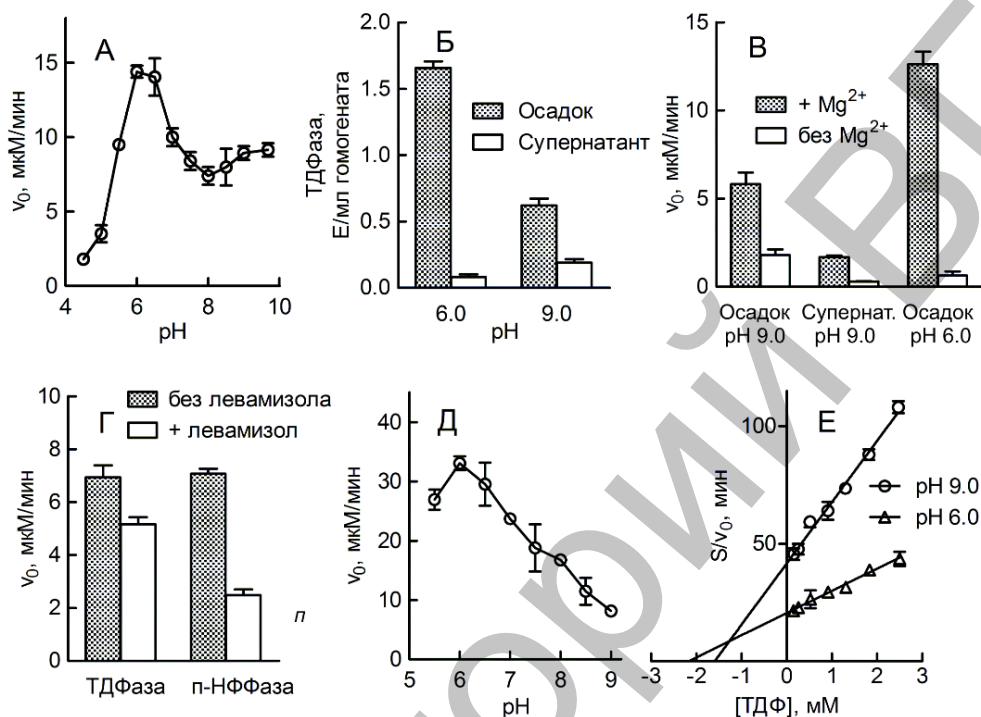 А
v₀, мкМ/мин
15
10
5
0
4
6
8
10
pH
Б
ТДФаза,
Е/мл гомогената
2.0
1.5
1.0
0.5
0.0
Осадок
Супернатант
6.0
9.0
pH
В
v₀, мкМ/мин
15
10
5
0
+ Mg²⁺
без Mg²⁺
Осадок Супернат. Осадок
pH 9.0 pH 9.0 pH 6.0
Г
v₀, мкМ/мин
10
8
6
4
2
0
без левамизола
+ левамизол
п
ТДФаза п-НФФаза
Д
v₀, мкМ/мин
40
30
20
10
0
5 6 7 8 9
pH
Е
S/v₀, мин
100
50
pH 9.0
pH 6.0
-3 -2 -1 0 1 2 3
[ТДФ], мМ